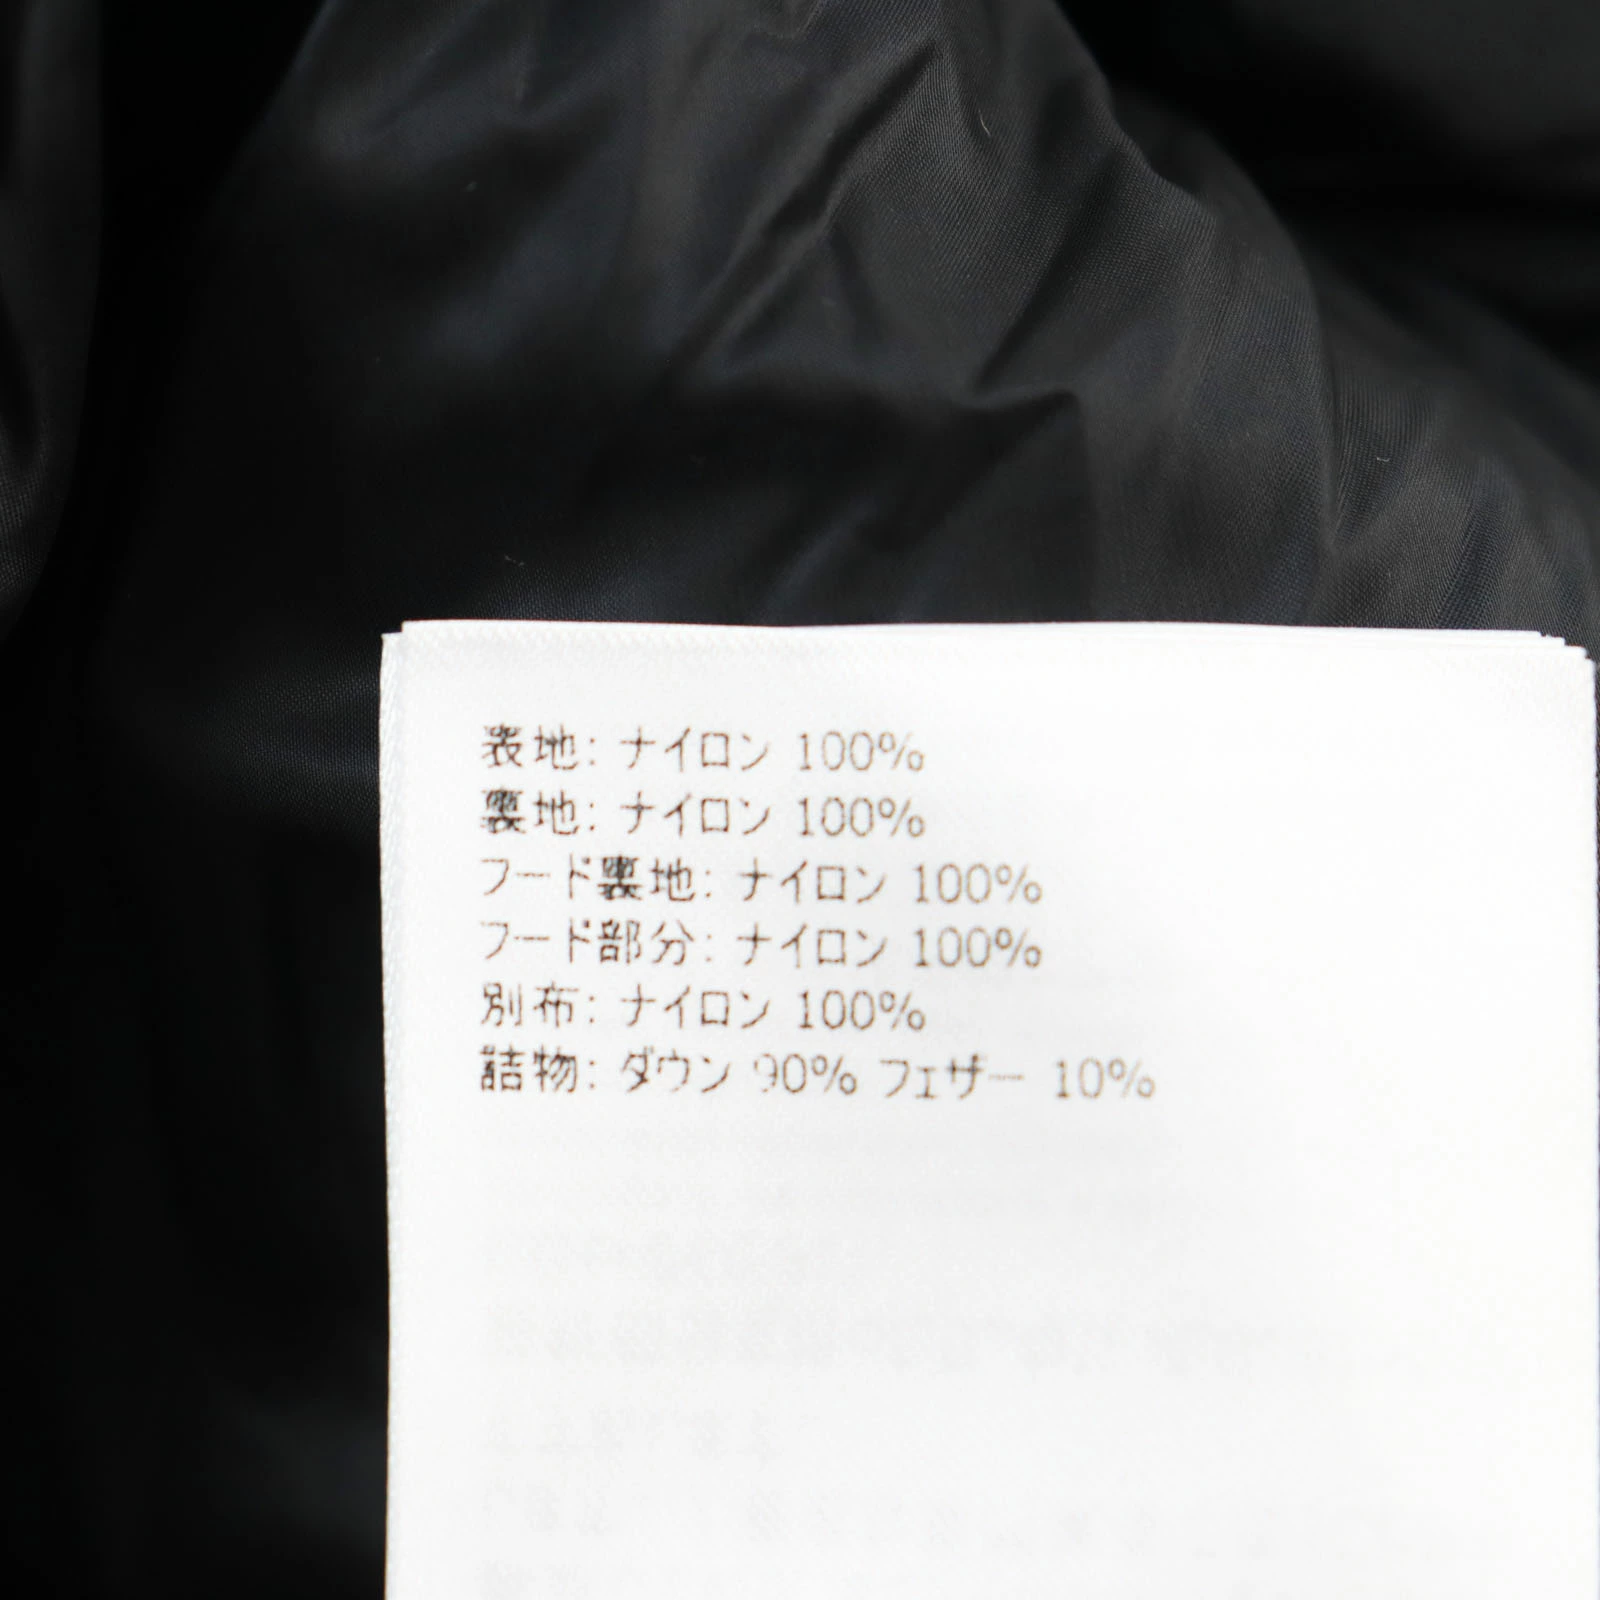 表地: ナイロン 100%
裏地: ナイロン 100%
フード裏地: ナイロン 100%
フード部分: ナイロン 100%
別布: ナイロン 100%
詰物: ダウン 90% フェザー 10%